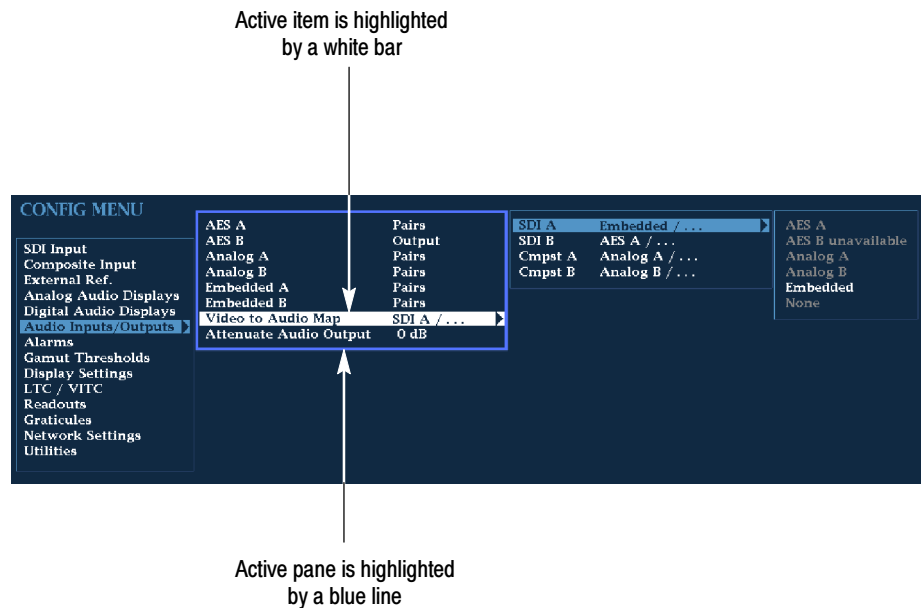 Active item is highlighted
by a white bar
CONFIG MENU
SDI Input
Composite Input
External Ref.
Analog Audio Displays
Digital Audio Displays
Audio Inputs/Outputs
Alarms
Gamut Thresholds
Display Settings
LTC / VITC
Readouts
Graticules
Network Settings
Utilities
AES A Pairs
AES B Output
Analog A Pairs
Analog B Pairs
Embedded A Pairs
Embedded B Pairs
Video to Audio Map SDI A / ...
Attenuate Audio Output 0 dB
SDI A Embedded / ...
SDI B AES A / ...
Cmpst A Analog A / ...
Cmpst B Analog B / ...
AES A
AES B unavailable
Analog A
Analog B
Embedded
None
Active pane is highlighted
by a blue line